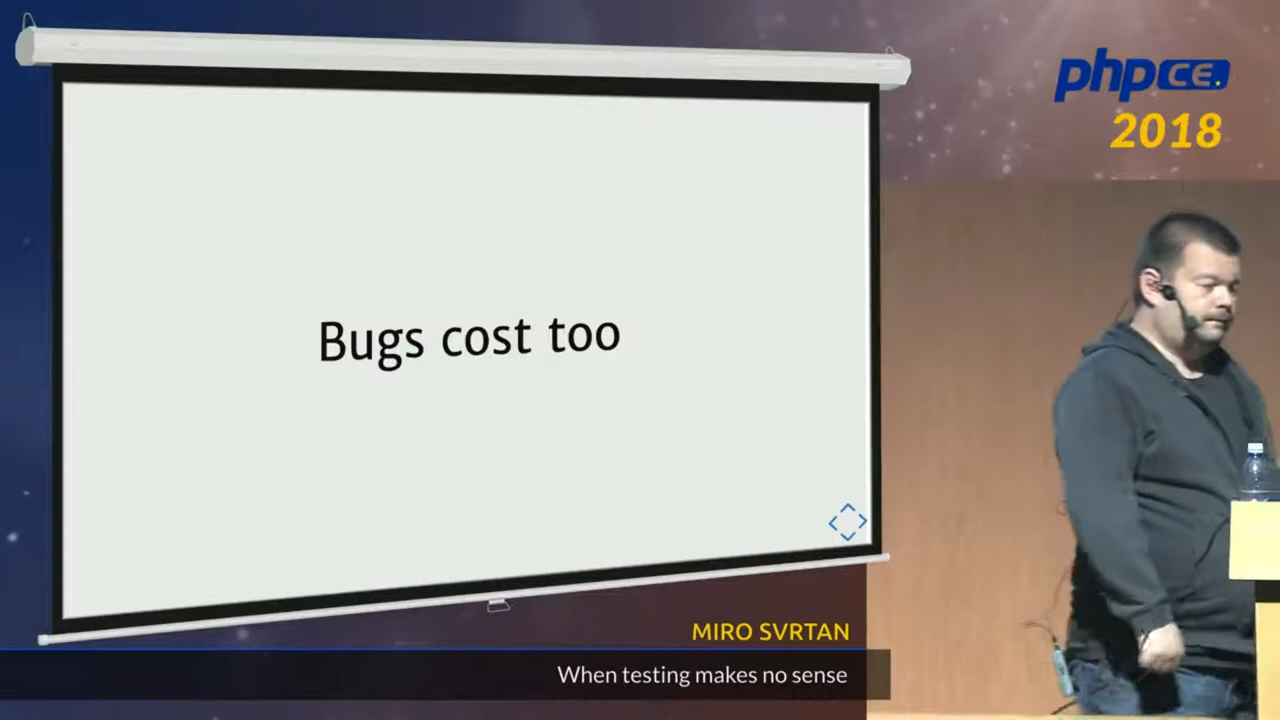 phpCE.
2018
Bugs cost too
MIRO SVRTAN
When testing makes no sense